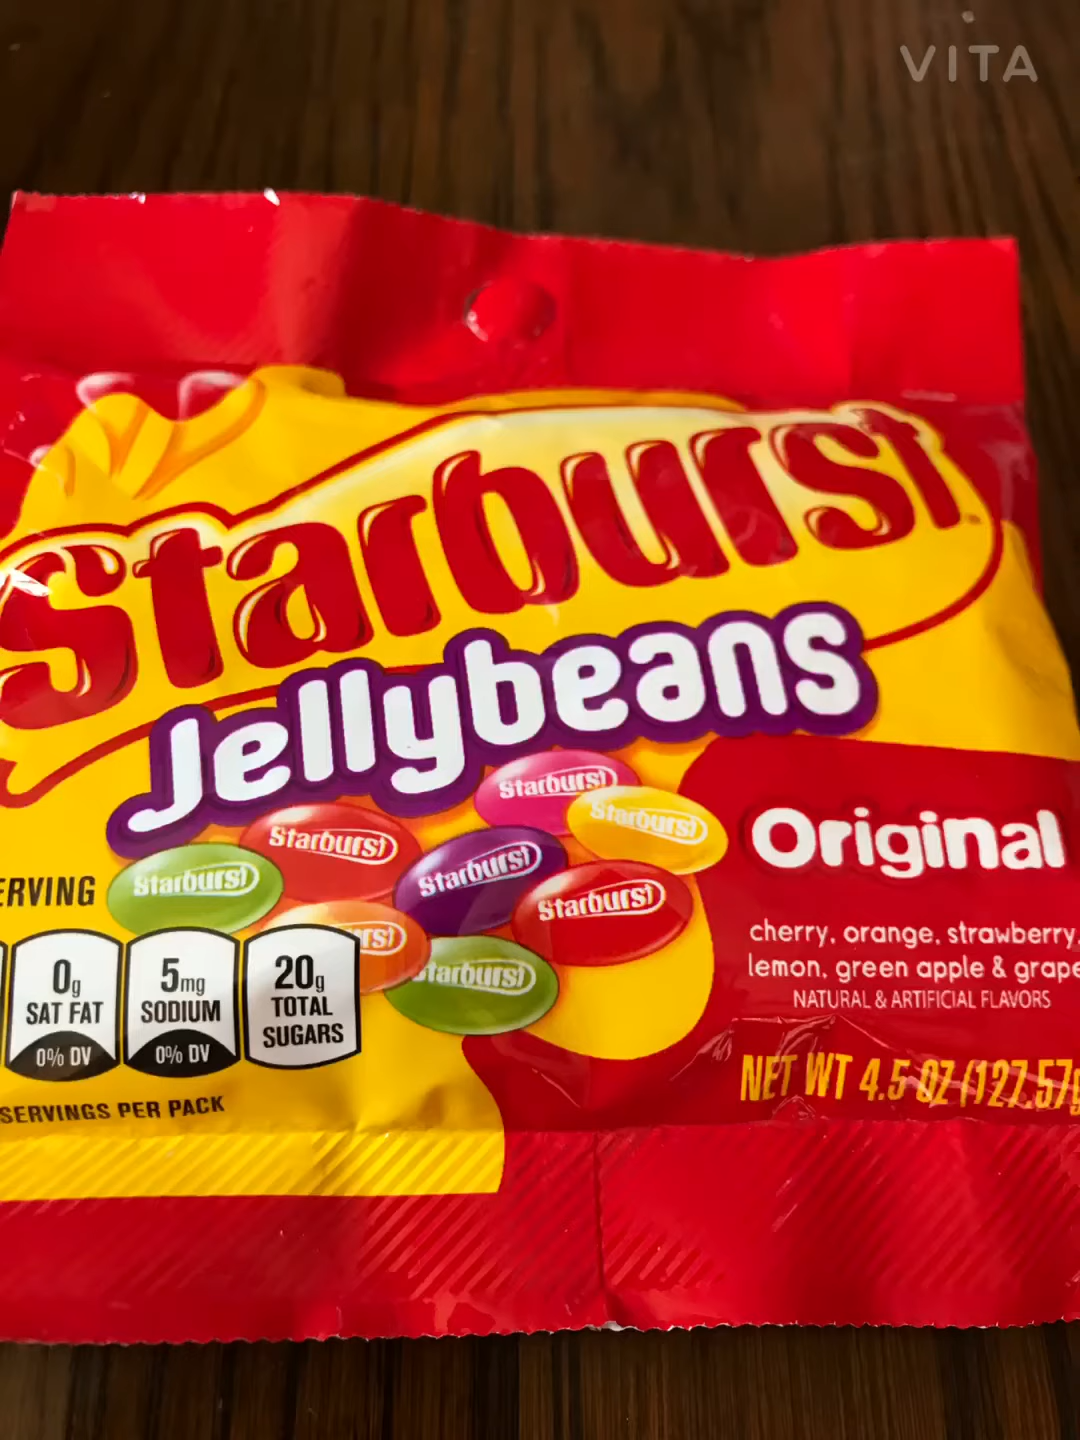 VITA
Starburst
Jellybeans
Starburst
Starburst
Starburst
Starburst
Starburst
Starburst
Starburst
Original
cherry, orange, strawberry,
lemon, green apple & grape
NATURAL & ARTIFICIAL FLAVORS
NET WT 4.5 OZ (127.57g
0g
SAT FAT
0% DV
5mg
SODIUM
0% DV
20g
TOTAL
SUGARS
SERVINGS PER PACK